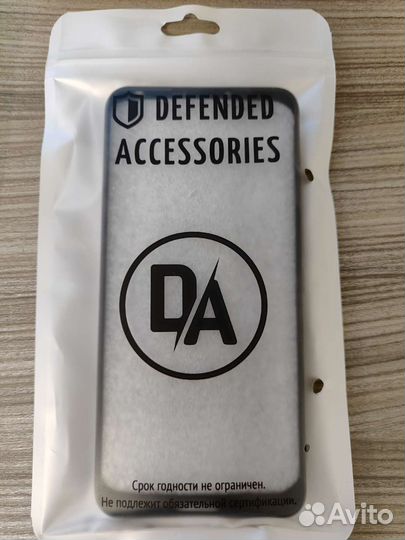 DEFENDED
ACCESSORIES
DA
Срок годности не ограничен.
Не подлежит обязательной сертификации.
Avito